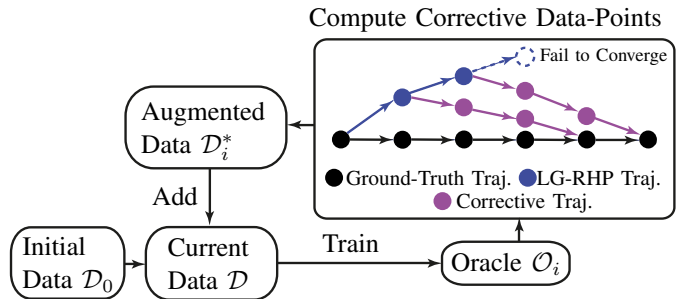 Compute Corrective Data-Points
Fail to Converge
Ground-Truth Traj.
LG-RHP Traj.
Corrective Traj.
Augmented
Data $\mathcal{D}_i^*$
Add
Initial
Data $\mathcal{D}_0$
Current
Data $\mathcal{D}$
Train
Oracle $\mathcal{O}_i$